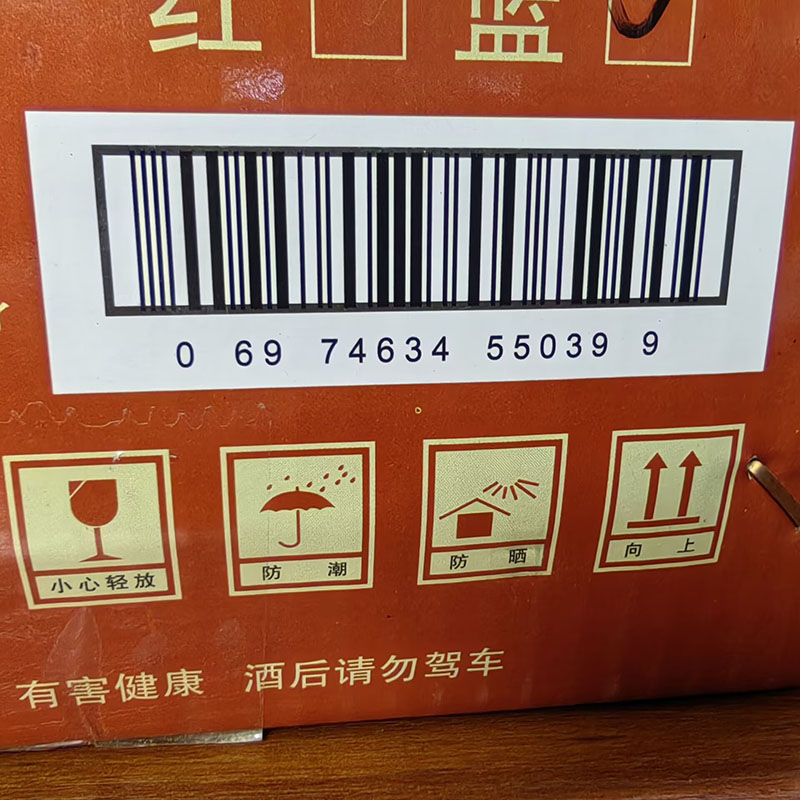 红 蓝
0 69 74634 55039 9
小心轻放
防 潮
防 晒
向 上
有害健康 酒后请勿驾车